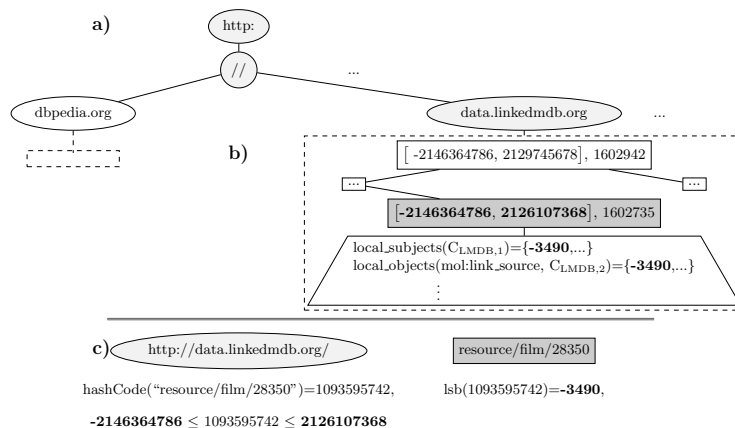 a)
http:
//
...
dbpedia.org
data.linkedmdb.org
...
b)
[ -2146364786, 2129745678], 1602942
...
...
[-2146364786, 2126107368], 1602735
local_subjects(C_LMDB,1)={-3490,...}
local_objects(mol:link_source, C_LMDB,2)={-3490,...}
⋮
c)
http://data.linkedmdb.org/
resource/film/28350
hashCode(“resource/film/28350”)=1093595742,
lsb(1093595742)=-3490,
-2146364786 ≤ 1093595742 ≤ 2126107368